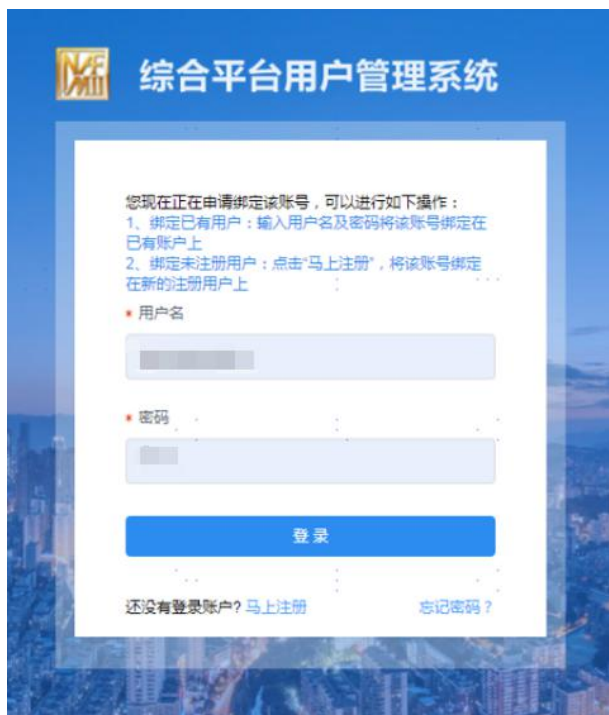 NAFMII
综合平台用户管理系统
您现在正在申请绑定该账号，可以进行如下操作：
1、绑定已有用户：输入用户名及密码将该账号绑定在
已有账户上
2、绑定未注册用户：点击“马上注册”，将该账号绑定
在新的注册用户上
* 用户名
* 密码
登录
还没有登录账户? 马上注册 忘记密码？